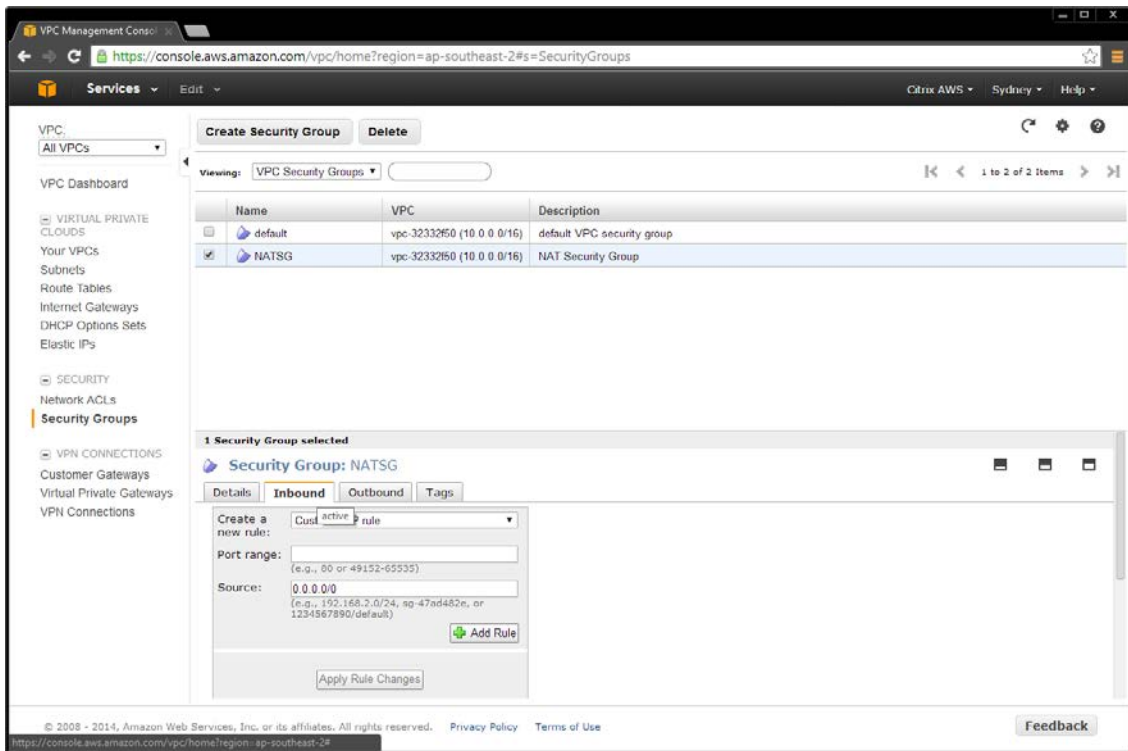 VPC Management Consol
https://console.aws.amazon.com/vpc/home?region=ap-southeast-2#s=SecurityGroups
Services Edit Citrix AWS Sydney Help
VPC:
All VPCs
VPC Dashboard
VIRTUAL PRIVATE
CLOUDS
Your VPCs
Subnets
Route Tables
Internet Gateways
DHCP Options Sets
Elastic IPs
SECURITY
Network ACLs
Security Groups
VPN CONNECTIONS
Customer Gateways
Virtual Private Gateways
VPN Connections
Create Security Group Delete
Viewing: VPC Security Groups 1 to 2 of 2 Items
Name VPC Description
default vpc-32332f50 (10.0.0.0/16) default VPC security group
NATSG vpc-32332f50 (10.0.0.0/16) NAT Security Group
1 Security Group selected
Security Group: NATSG
Details Inbound Outbound Tags
active
Create a
new rule:
Cust P rule
Port range:
(e.g., 80 or 49152-65535)
Source: 0.0.0.0/0
(e.g., 192.168.2.0/24, sg-47ad482e, or
1234567890/default)
Add Rule
Apply Rule Changes
© 2008 - 2014, Amazon Web Services, Inc. or its affiliates. All rights reserved. Privacy Policy Terms of Use Feedback
https://console.aws.amazon.com/vpc/home?region=ap-southeast-2#